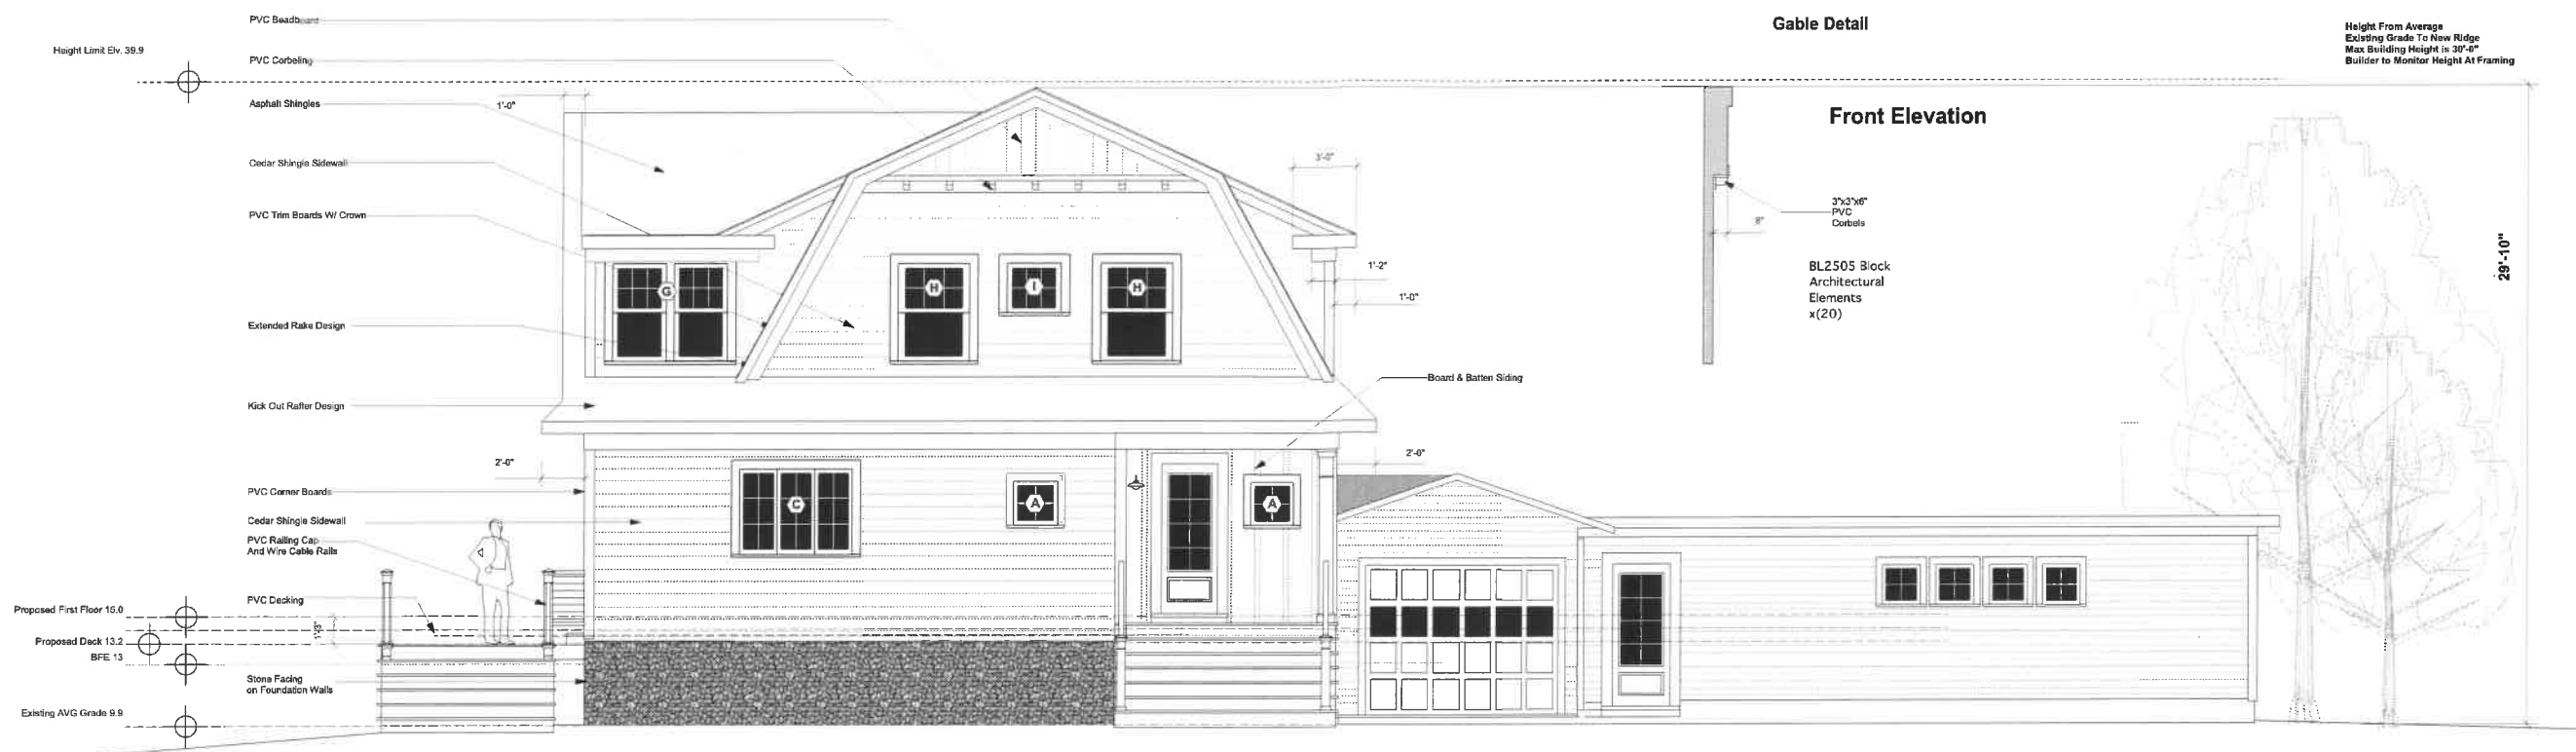 Gable Detail
Height From Average
Existing Grade To New Ridge
Max Building Height is 30'-0"
Builder to Monitor Height At Framing
Front Elevation
Height Limit Elv. 39.9
PVC Beadboard
PVC Corbeling
Asphalt Shingles
1'-0"
Cedar Shingle Sidewall
3'-0"
PVC Trim Boards W/ Crown
3"x3"x6"
PVC
Corbels
8"
BL2505 Block
Architectural
Elements
x(20)
29'-10"
1'-2"
1'-0"
G
H
I
H
Extended Rake Design
Board & Batten Siding
Kick Out Rafter Design
2'-0"
2'-0"
PVC Corner Boards
C
A
A
Cedar Shingle Sidewall
PVC Railing Cap
And Wire Cable Rails
PVC Decking
Proposed First Floor 15.0
1'-3"
Proposed Deck 13.2
BFE 13
Stone Facing
on Foundation Walls
Existing AVG Grade 9.9